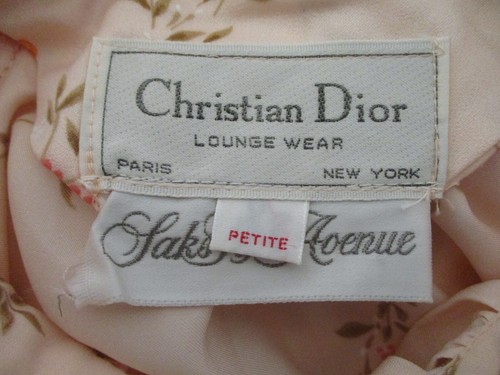 Christian Dior
LOUNGE WEAR
PARIS NEW YORK
Saks Avenue
PETITE